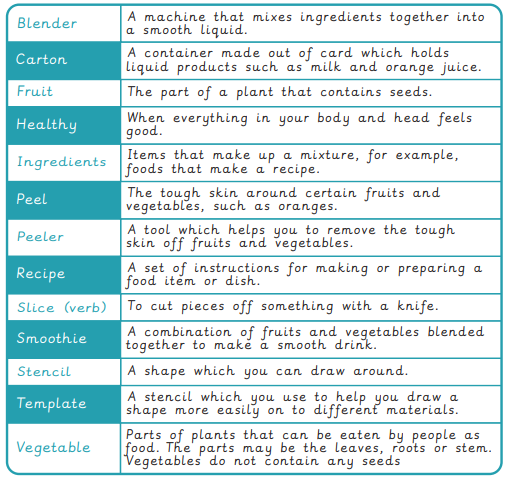 Blender
A machine that mixes ingredients together into
a smooth liquid.
Carton
A container made out of card which holds
liquid products such as milk and orange juice.
Fruit
The part of a plant that contains seeds.
Healthy
When everything in your body and head feels
good.
Ingredients
Items that make up a mixture, for example,
foods that make a recipe.
Peel
The tough skin around certain fruits and
vegetables, such as oranges.
Peeler
A tool which helps you to remove the tough
skin off fruits and vegetables.
Recipe
A set of instructions for making or preparing a
food item or dish.
Slice (verb)
To cut pieces off something with a knife.
Smoothie
A combination of fruits and vegetables blended
together to make a smooth drink.
Stencil
A shape which you can draw around.
Template
A stencil which you use to help you draw a
shape more easily on to different materials.
Vegetable
Parts of plants that can be eaten by people as
food. The parts may be the leaves, roots or stem.
Vegetables do not contain any seeds